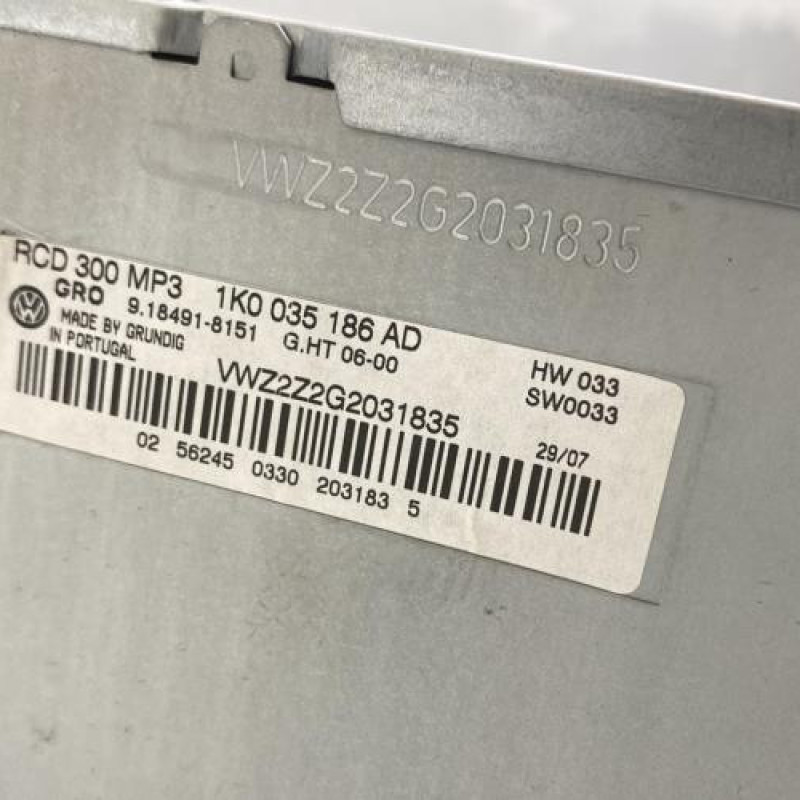 VWZ2Z2G2031835
RCD 300 MP3 1K0 035 186 AD
GRO 9.18491-8151 G.HT 06-00
MADE BY GRUNDIG
IN PORTUGAL
HW 033
SW0033
VWZ2Z2G2031835
29/07
02 56245 0330 203183 5